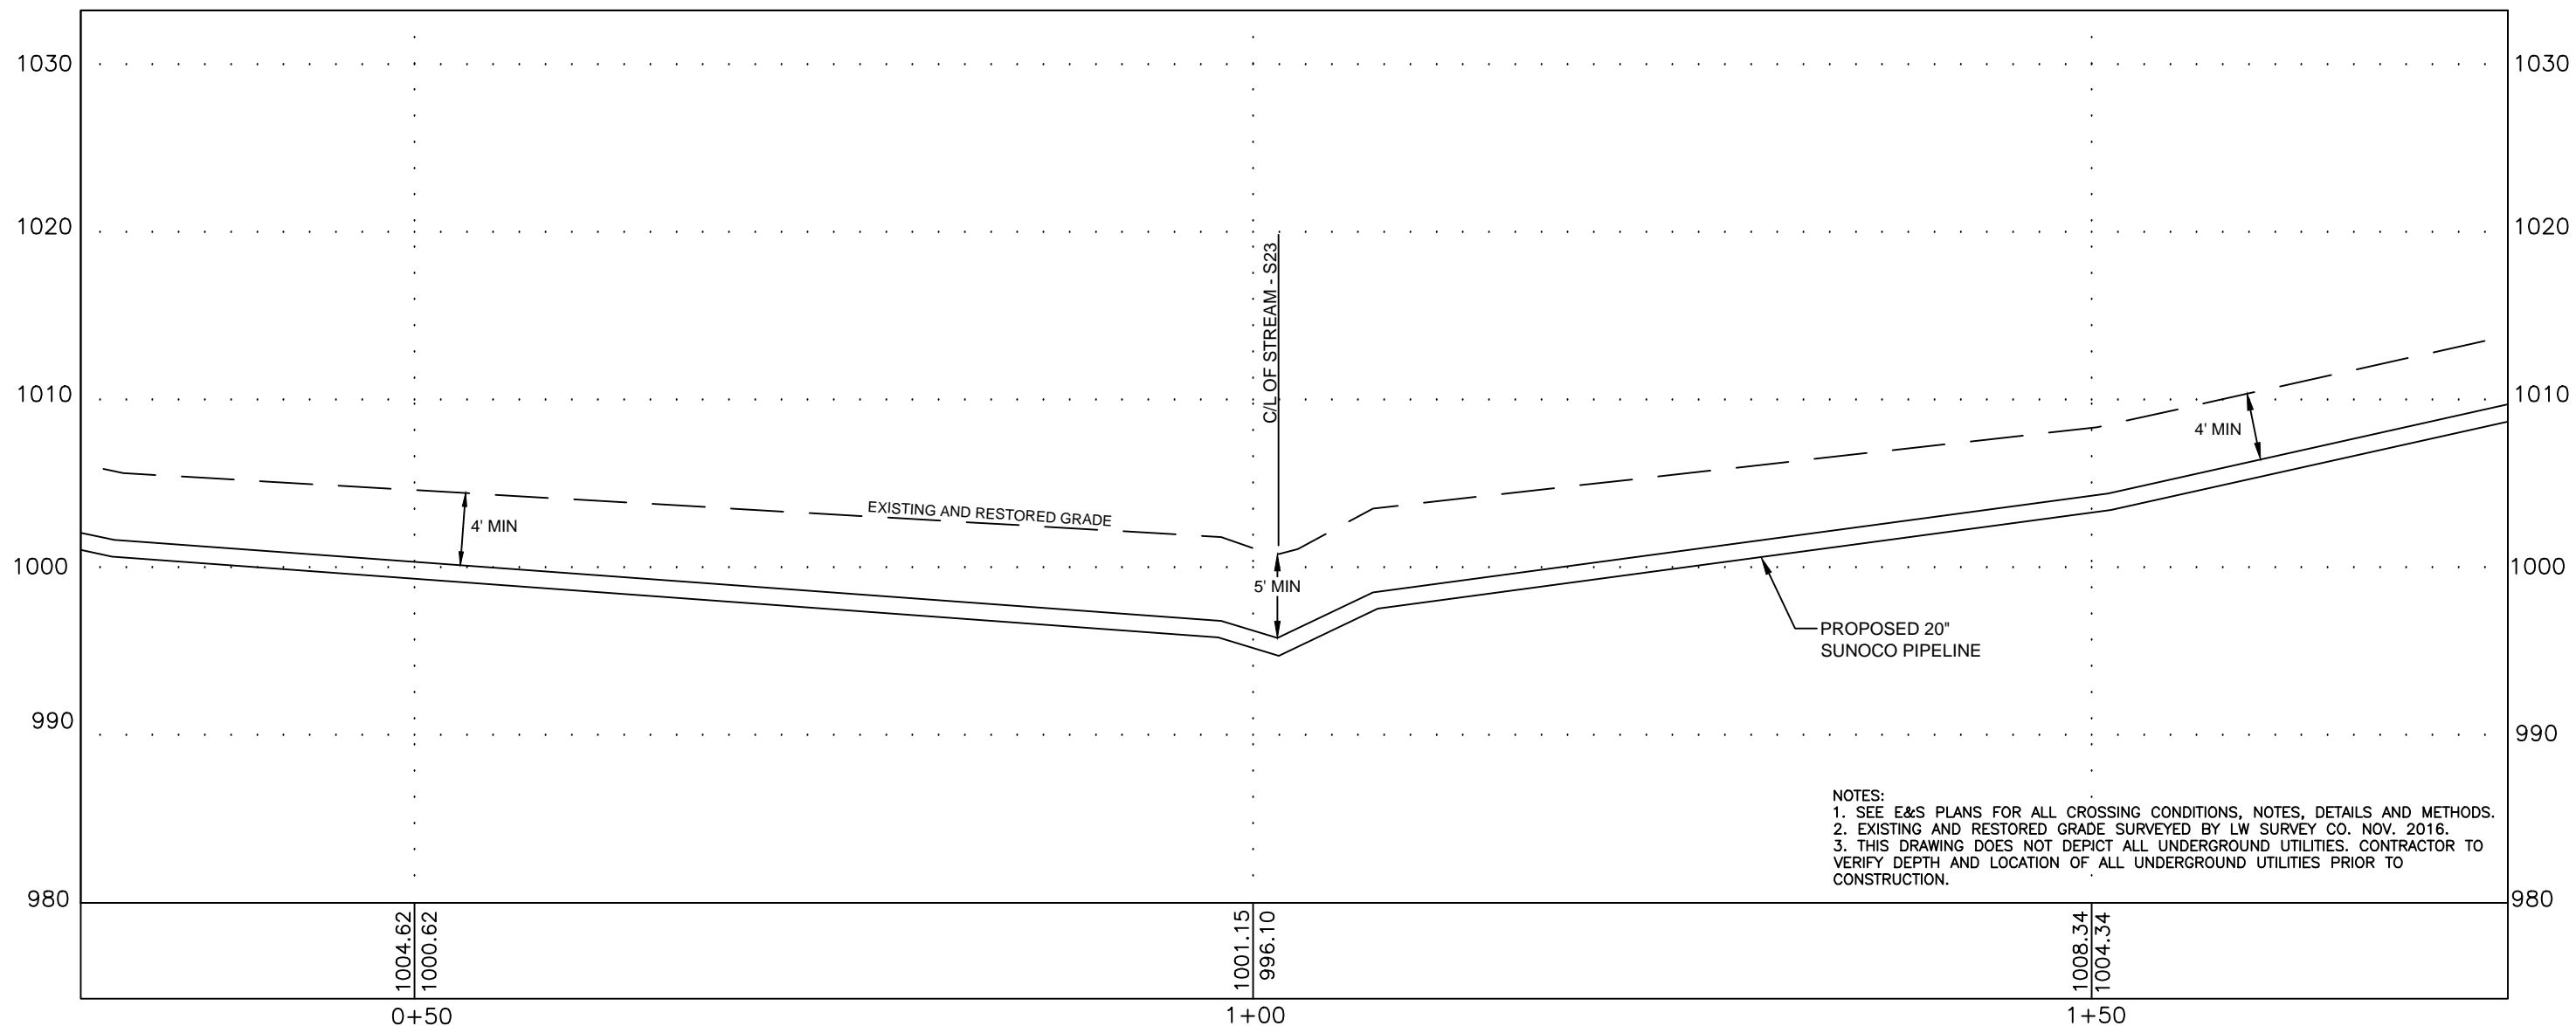 1030
1030
1020
1020
C/L OF STREAM - S23
1010
1010
4' MIN
EXISTING AND RESTORED GRADE
4' MIN
1000
1000
5' MIN
PROPOSED 20"
SUNOCO PIPELINE
990
990
NOTES:
1. SEE E&S PLANS FOR ALL CROSSING CONDITIONS, NOTES, DETAILS AND METHODS.
2. EXISTING AND RESTORED GRADE SURVEYED BY LW SURVEY CO. NOV. 2016.
3. THIS DRAWING DOES NOT DEPICT ALL UNDERGROUND UTILITIES. CONTRACTOR TO
VERIFY DEPTH AND LOCATION OF ALL UNDERGROUND UTILITIES PRIOR TO
CONSTRUCTION.
980
980
1004.62
1000.62
1001.15
996.10
1008.34
1004.34
0+50
1+00
1+50